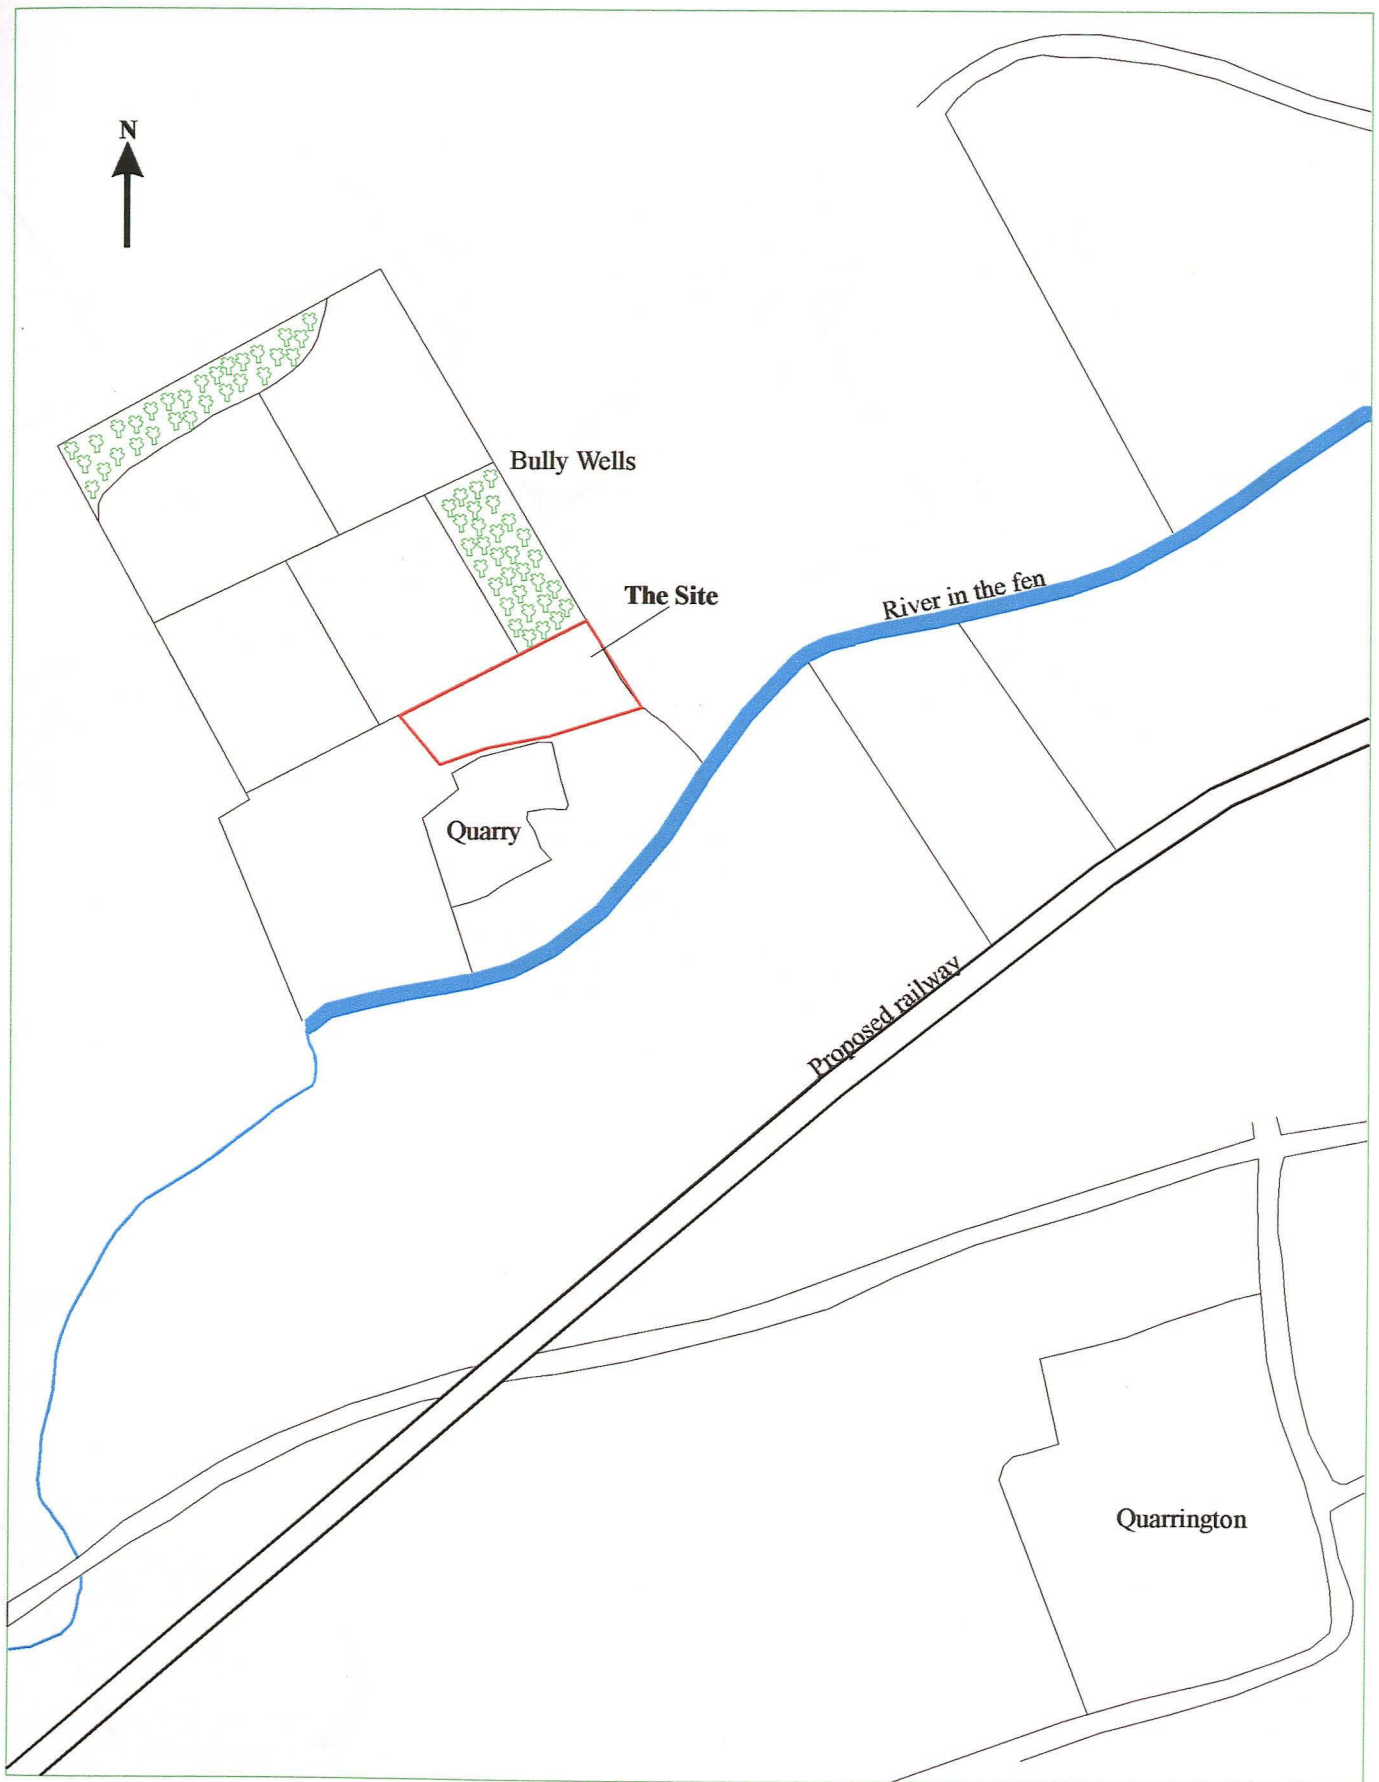 N
Bully Wells
The Site
River in the fen
Quarry
Proposed railway
Quarrington